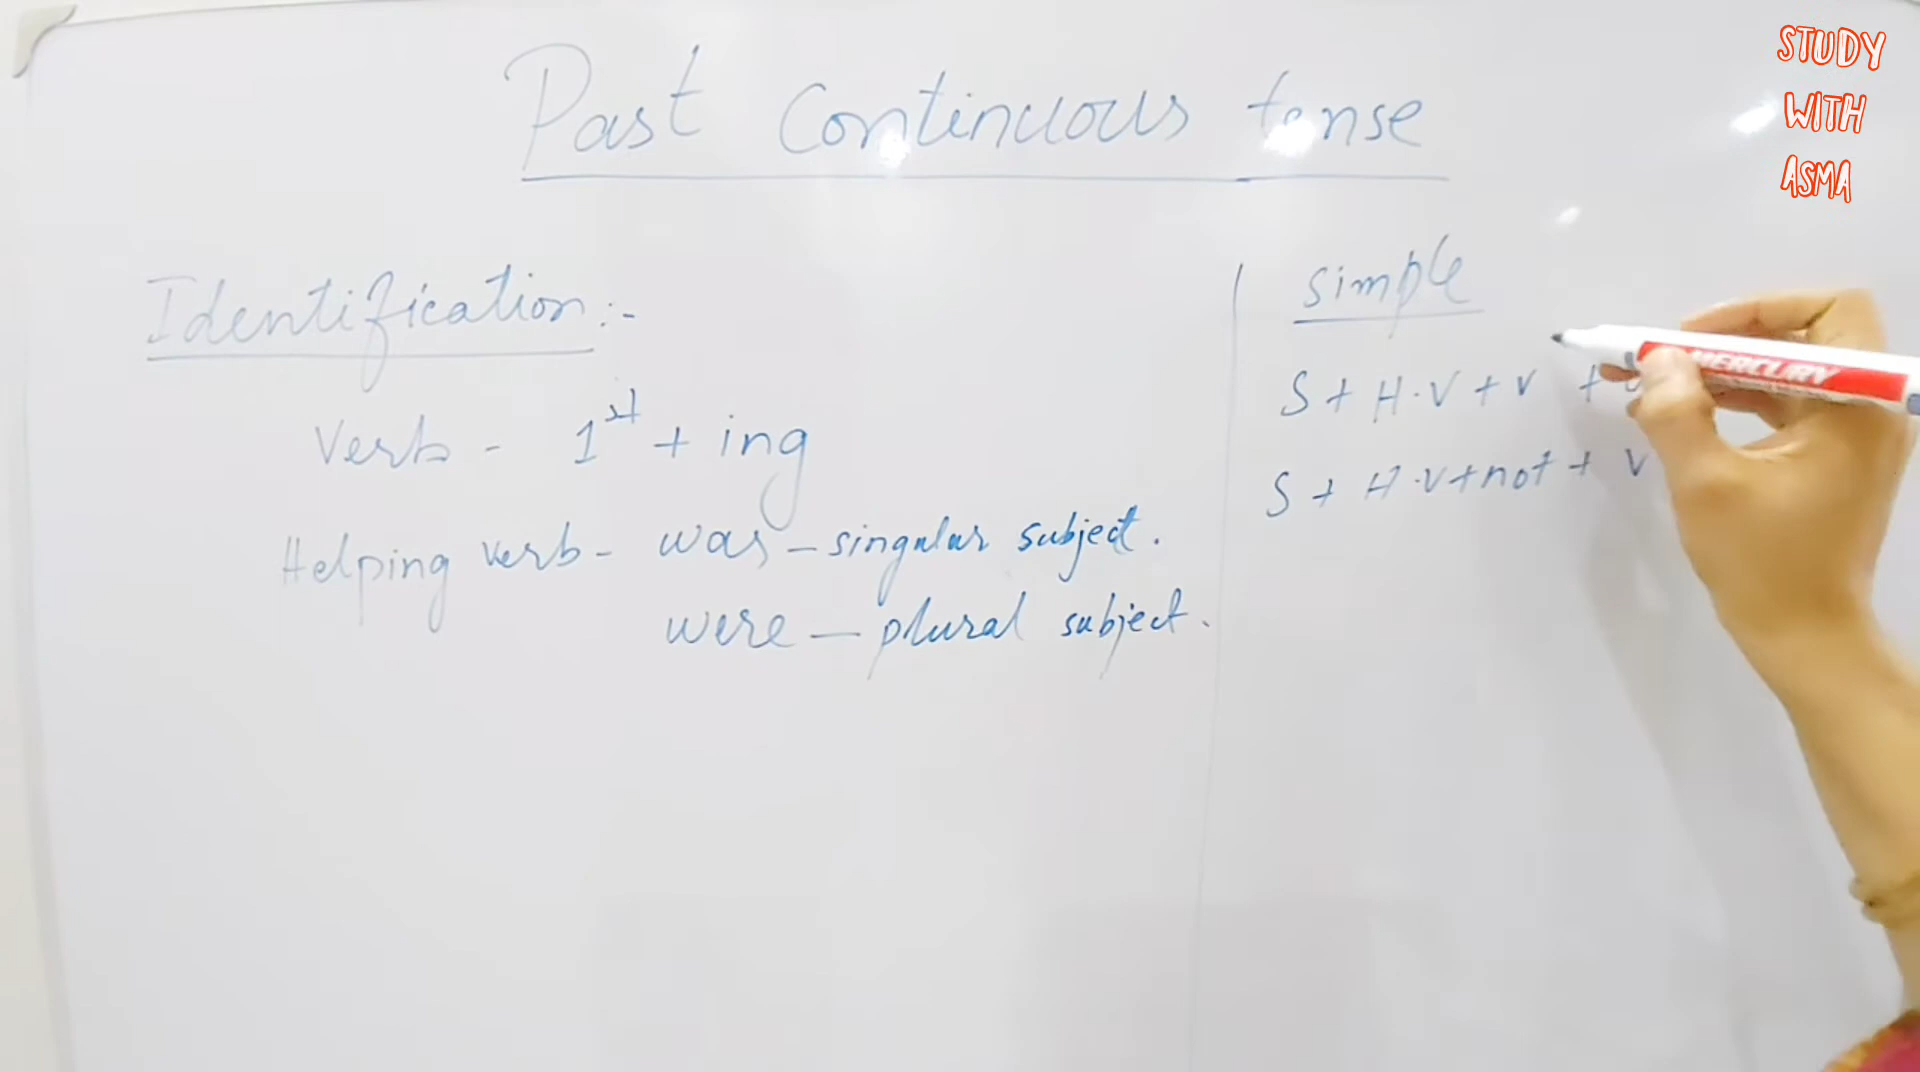 Past Continuous tense
STUDY
WITH
ASMA
Identification:-
Verb - 1st + ing
Helping verb - was - singular subject.
were - plural subject.
simple
S + H.V + V +
S + H.V + not + V
MERCURY